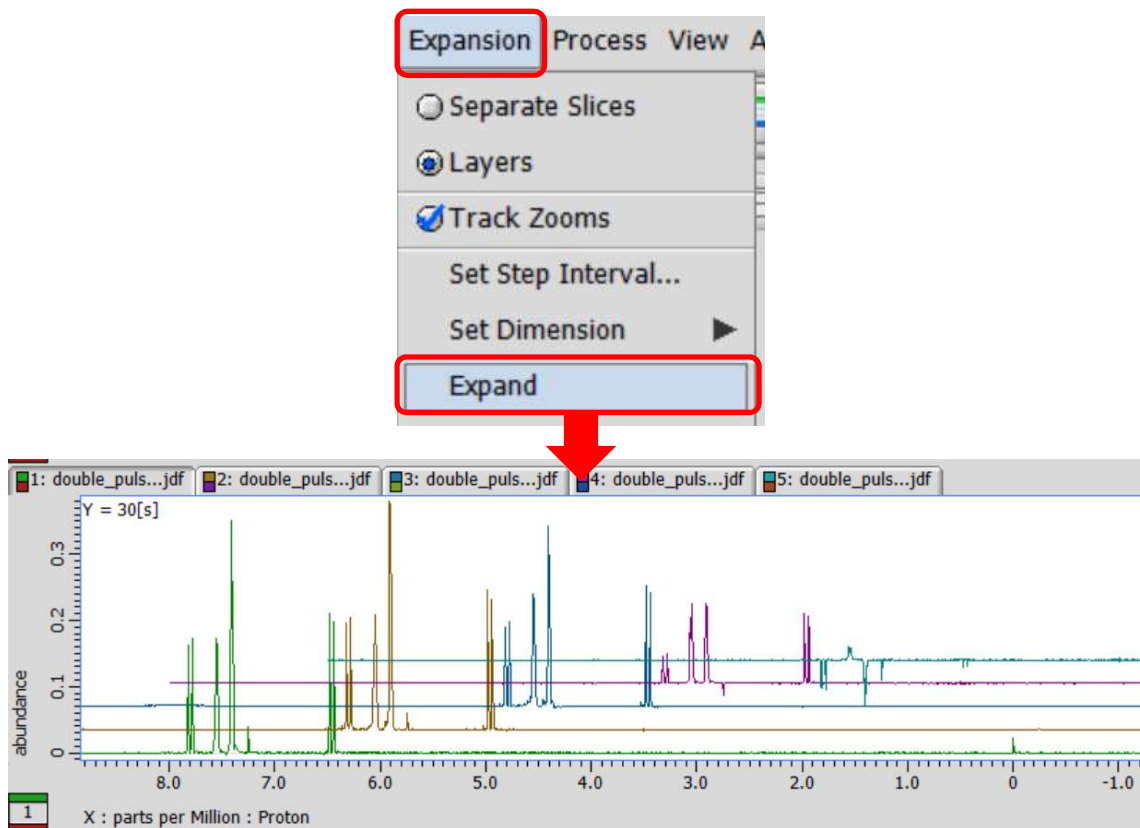 Expansion Process View A
Separate Slices
Layers
Track Zooms
Set Step Interval...
Set Dimension
Expand
1: double_puls...jdf 2: double_puls...jdf 3: double_puls...jdf 4: double_puls...jdf 5: double_puls...jdf
Y = 30[s]
0.3
0.2
0.1
0
abundance
8.0 7.0 6.0 5.0 4.0 3.0 2.0 1.0 0 -1.0
1
X : parts per Million : Proton